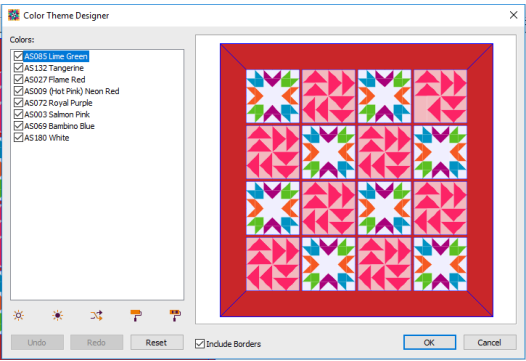 Color Theme Designer
Colors:
AS085 Lime Green
AS132 Tangerine
AS027 Flame Red
AS009 (Hot Pink) Neon Red
AS072 Royal Purple
AS003 Salmon Pink
AS069 Bambino Blue
AS180 White
Undo Redo Reset
Include Borders
OK Cancel